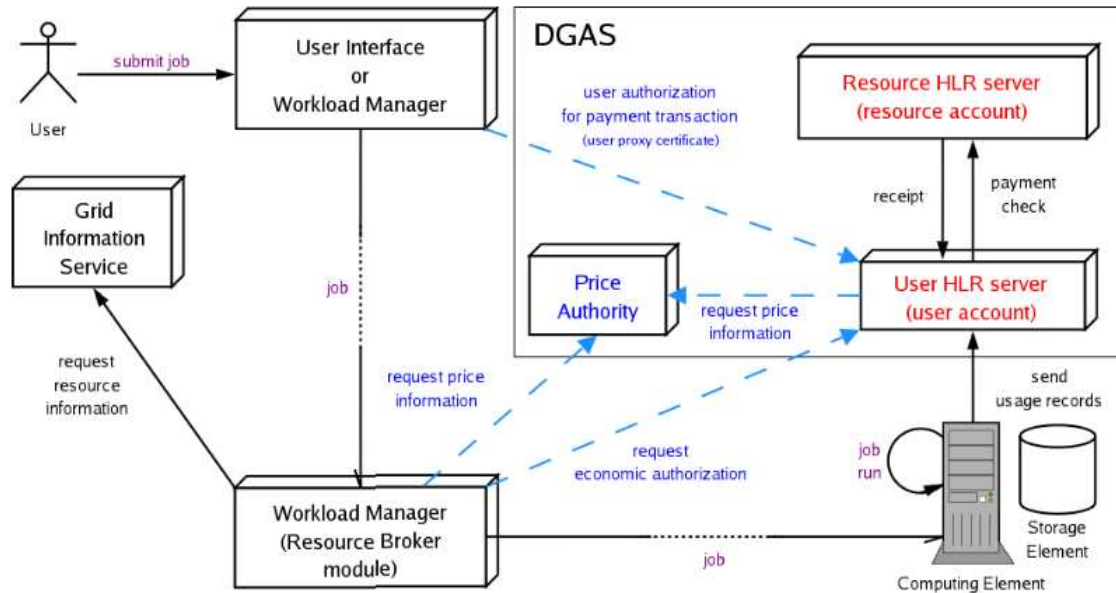 DGAS
User Interface
or
Workload Manager
submit job
User
user authorization
for payment transaction
(user proxy certificate)
Resource HLR server
(resource account)
receipt
payment
check
Grid
Information
Service
job
Price
Authority
request price
information
User HLR server
(user account)
request
resource
information
request price
information
request
economic authorization
send
usage records
job
run
Workload Manager
(Resource Broker
module)
job
Storage
Element
Computing Element